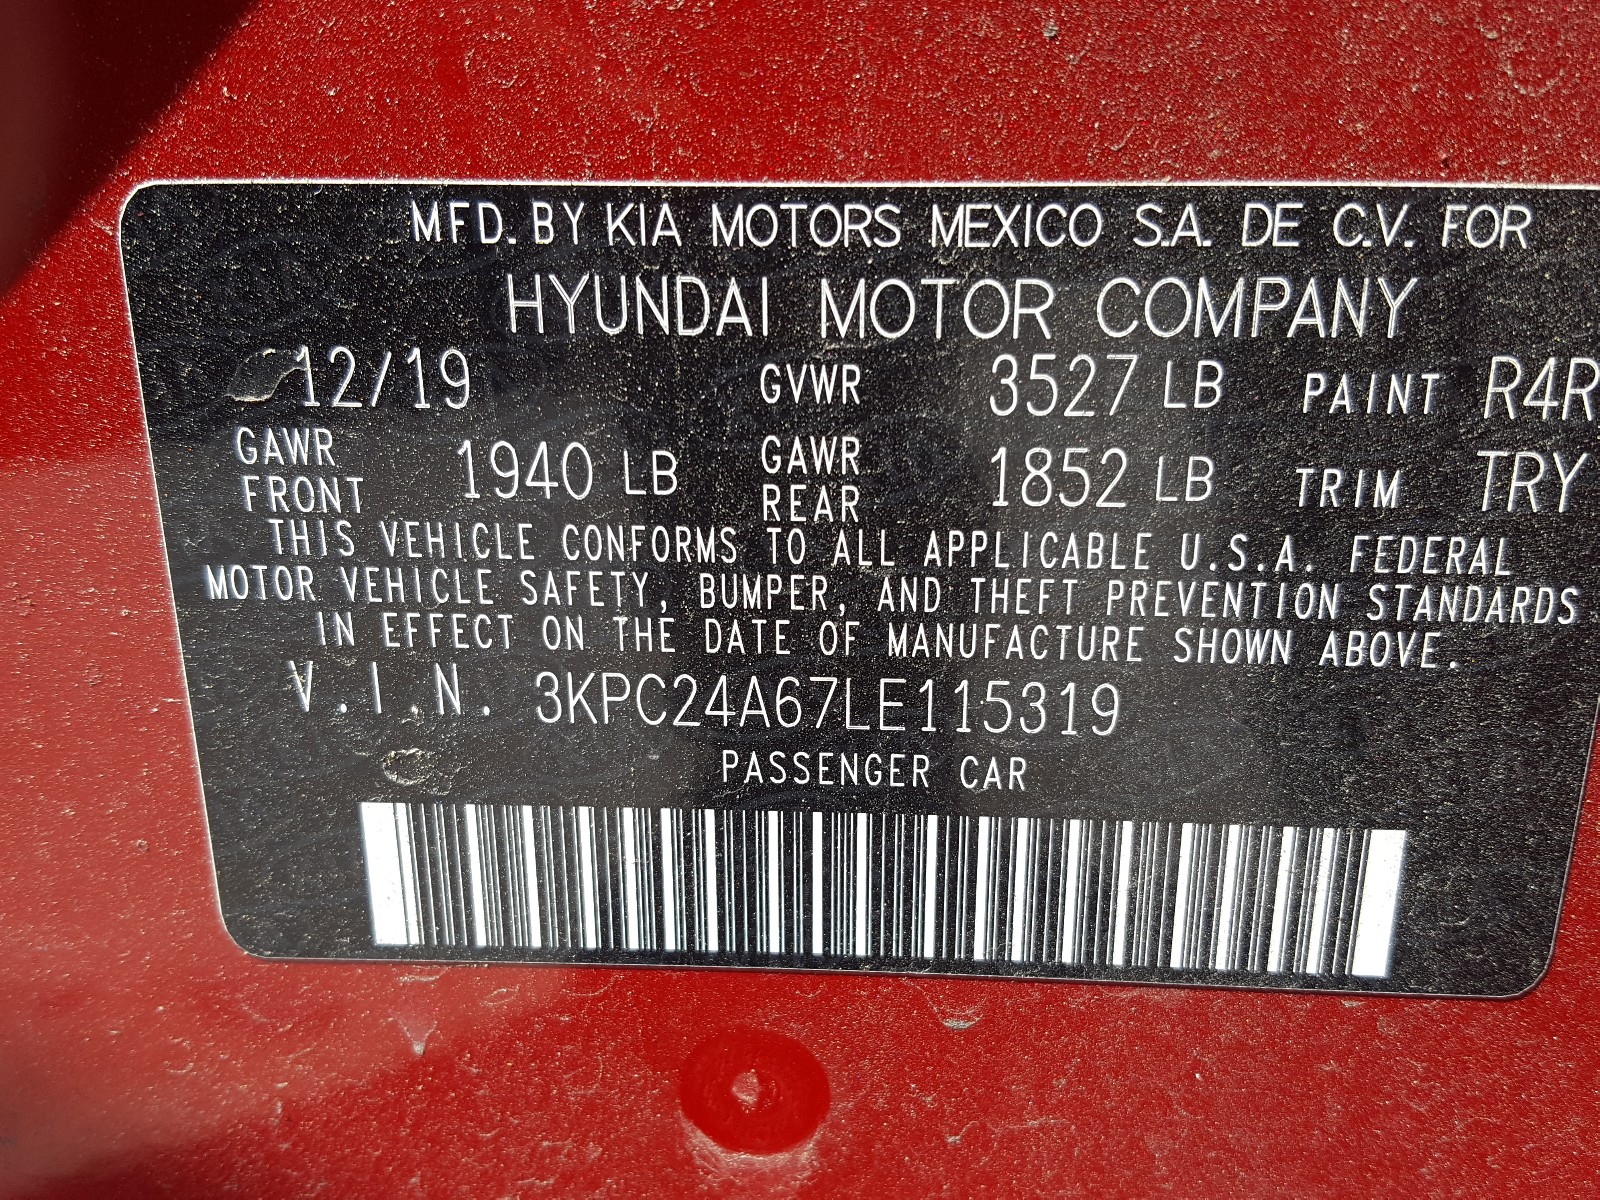 MFD. BY KIA MOTORS MEXICO S.A. DE C.V. FOR
HYUNDAI MOTOR COMPANY
12/19 GVWR 3527 LB PAINT R4R
GAWR FRONT 1940 LB GAWR REAR 1852 LB TRIM TRY
THIS VEHICLE CONFORMS TO ALL APPLICABLE U.S.A. FEDERAL
MOTOR VEHICLE SAFETY, BUMPER, AND THEFT PREVENTION STANDARDS
IN EFFECT ON THE DATE OF MANUFACTURE SHOWN ABOVE.
V.I.N. 3KPC24A67LE115319
PASSENGER CAR